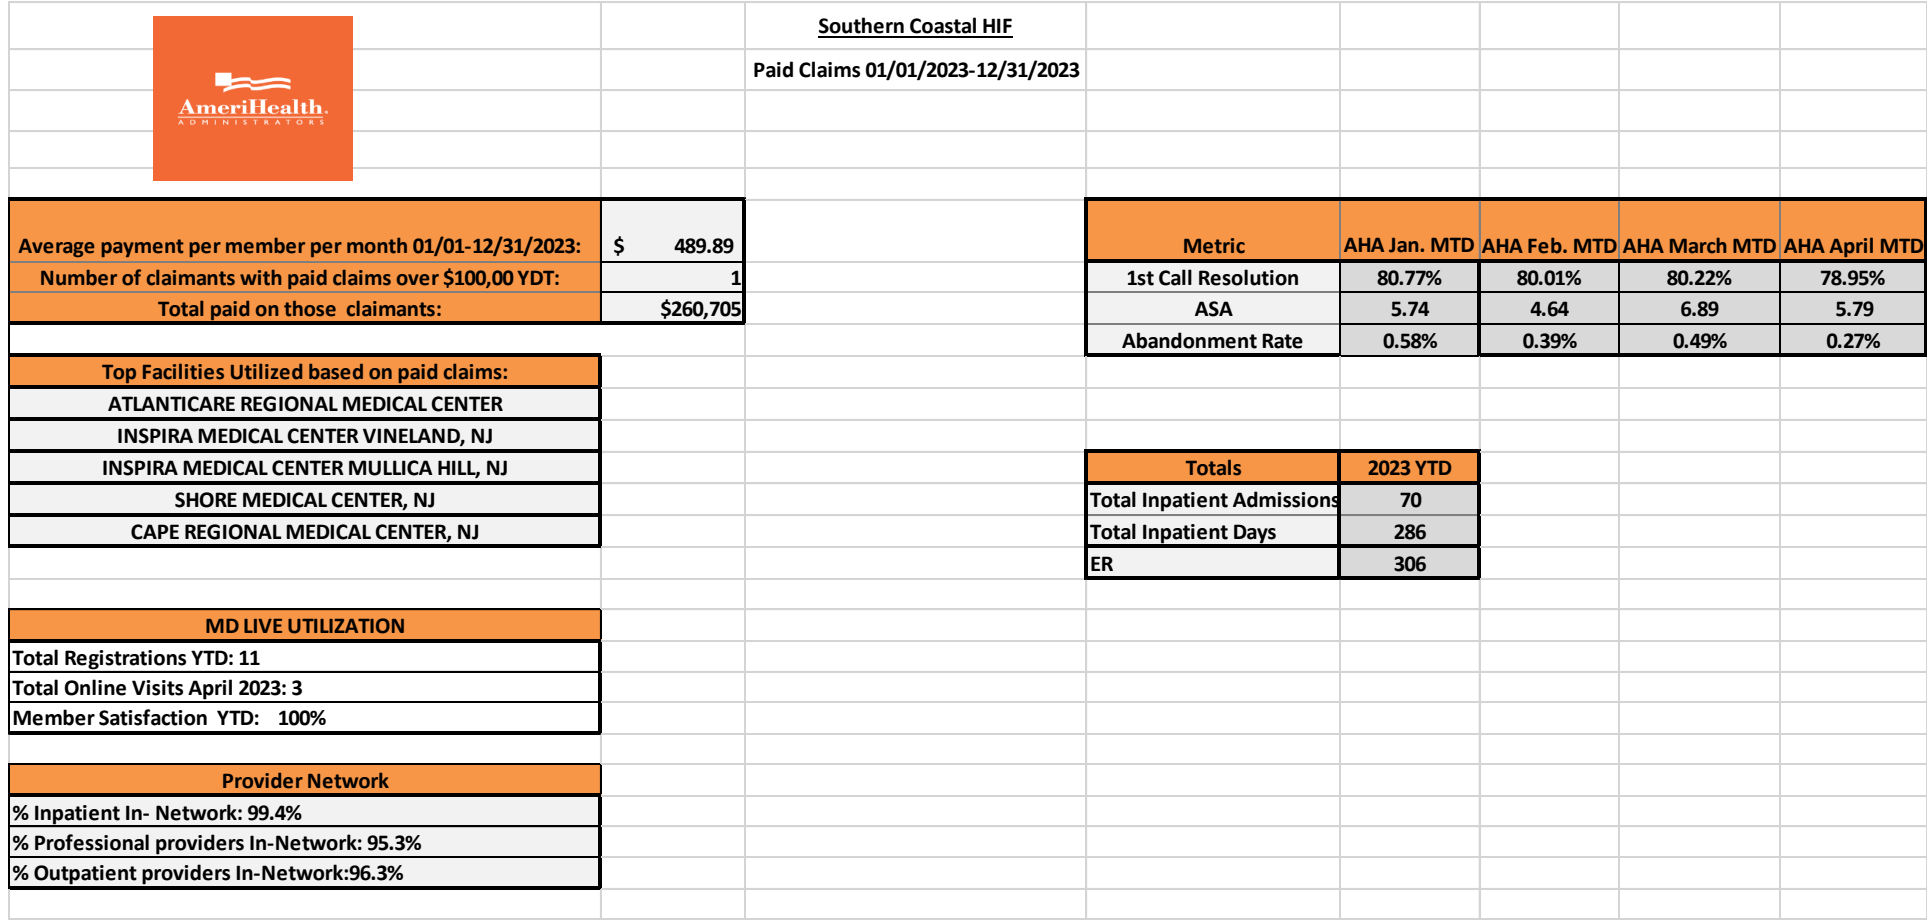 Southern Coastal HIF
Paid Claims 01/01/2023-12/31/2023
AmeriHealth.
ADMINISTRATORS
Average payment per member per month 01/01-12/31/2023: $ 489.89
Number of claimants with paid claims over $100,00 YDT: 1
Total paid on those claimants: $260,705
Metric AHA Jan. MTD AHA Feb. MTD AHA March MTD AHA April MTD
1st Call Resolution 80.77% 80.01% 80.22% 78.95%
ASA 5.74 4.64 6.89 5.79
Abandonment Rate 0.58% 0.39% 0.49% 0.27%
Top Facilities Utilized based on paid claims:
ATLANTICARE REGIONAL MEDICAL CENTER
INSPIRA MEDICAL CENTER VINELAND, NJ
INSPIRA MEDICAL CENTER MULLICA HILL, NJ
SHORE MEDICAL CENTER, NJ
CAPE REGIONAL MEDICAL CENTER, NJ
Totals 2023 YTD
Total Inpatient Admissions 70
Total Inpatient Days 286
ER 306
MD LIVE UTILIZATION
Total Registrations YTD: 11
Total Online Visits April 2023: 3
Member Satisfaction YTD: 100%
Provider Network
% Inpatient In- Network: 99.4%
% Professional providers In-Network: 95.3%
% Outpatient providers In-Network:96.3%